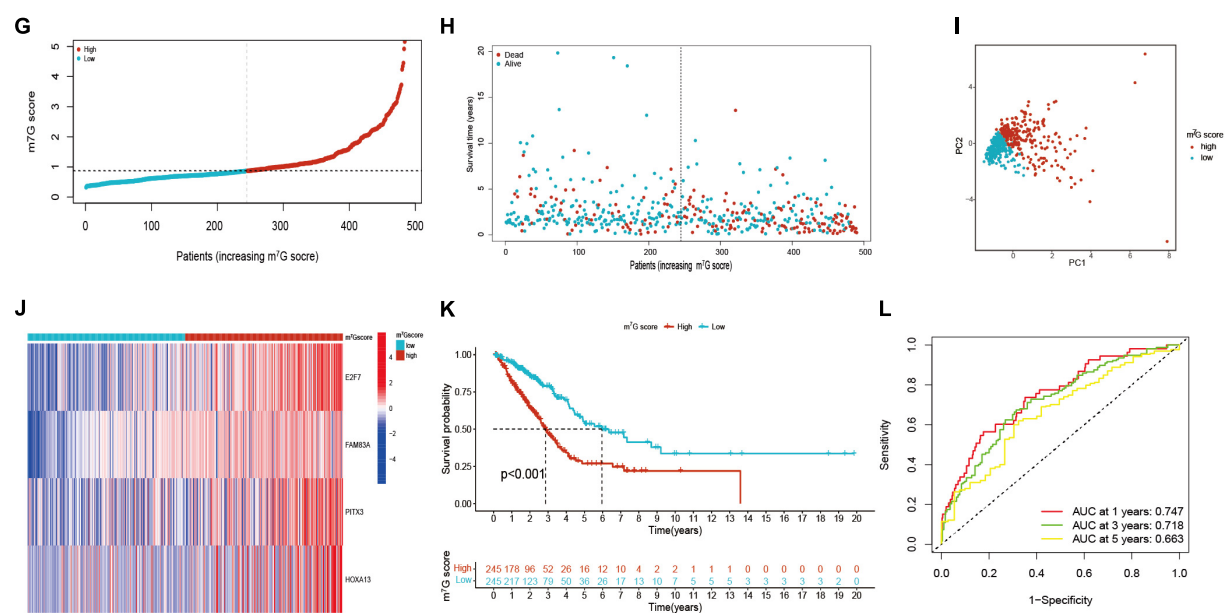 G
High
Low
m⁷G score
5
4
3
2
1
0
0 100 200 300 400 500
Patients (increasing m⁷G socre)
H
Dead
Alive
Survival time (years)
20
15
10
5
0
0 100 200 300 400 500
Patients (increasing m⁷G socre)
I
PC2
4
0
−4
0 2 4 6 8
PC1
m⁷G score
high
low
J
m⁷Gscore
E2F7
FAM83A
PITX3
HOXA13
m⁷Gscore
low
high
4
2
0
−2
−4
K
m⁷G score High Low
Survival probability
1.00
0.75
0.50
0.25
0.00
p<0.001
0 1 2 3 4 5 6 7 8 9 10 11 12 13 14 15 16 17 18 19 20
Time(years)
m⁷G score
High 245 178 96 52 26 16 12 10 4 2 2 1 1 1 0 0 0 0 0 0 0
Low 245 217 123 79 50 36 26 17 13 10 7 5 5 5 3 3 3 3 3 2 0
0 1 2 3 4 5 6 7 8 9 10 11 12 13 14 15 16 17 18 19 20
Time(years)
L
Sensitivity
1.0
0.8
0.6
0.4
0.2
0.0
AUC at 1 years: 0.747
AUC at 3 years: 0.718
AUC at 5 years: 0.663
0.0 0.2 0.4 0.6 0.8 1.0
1−Specificity